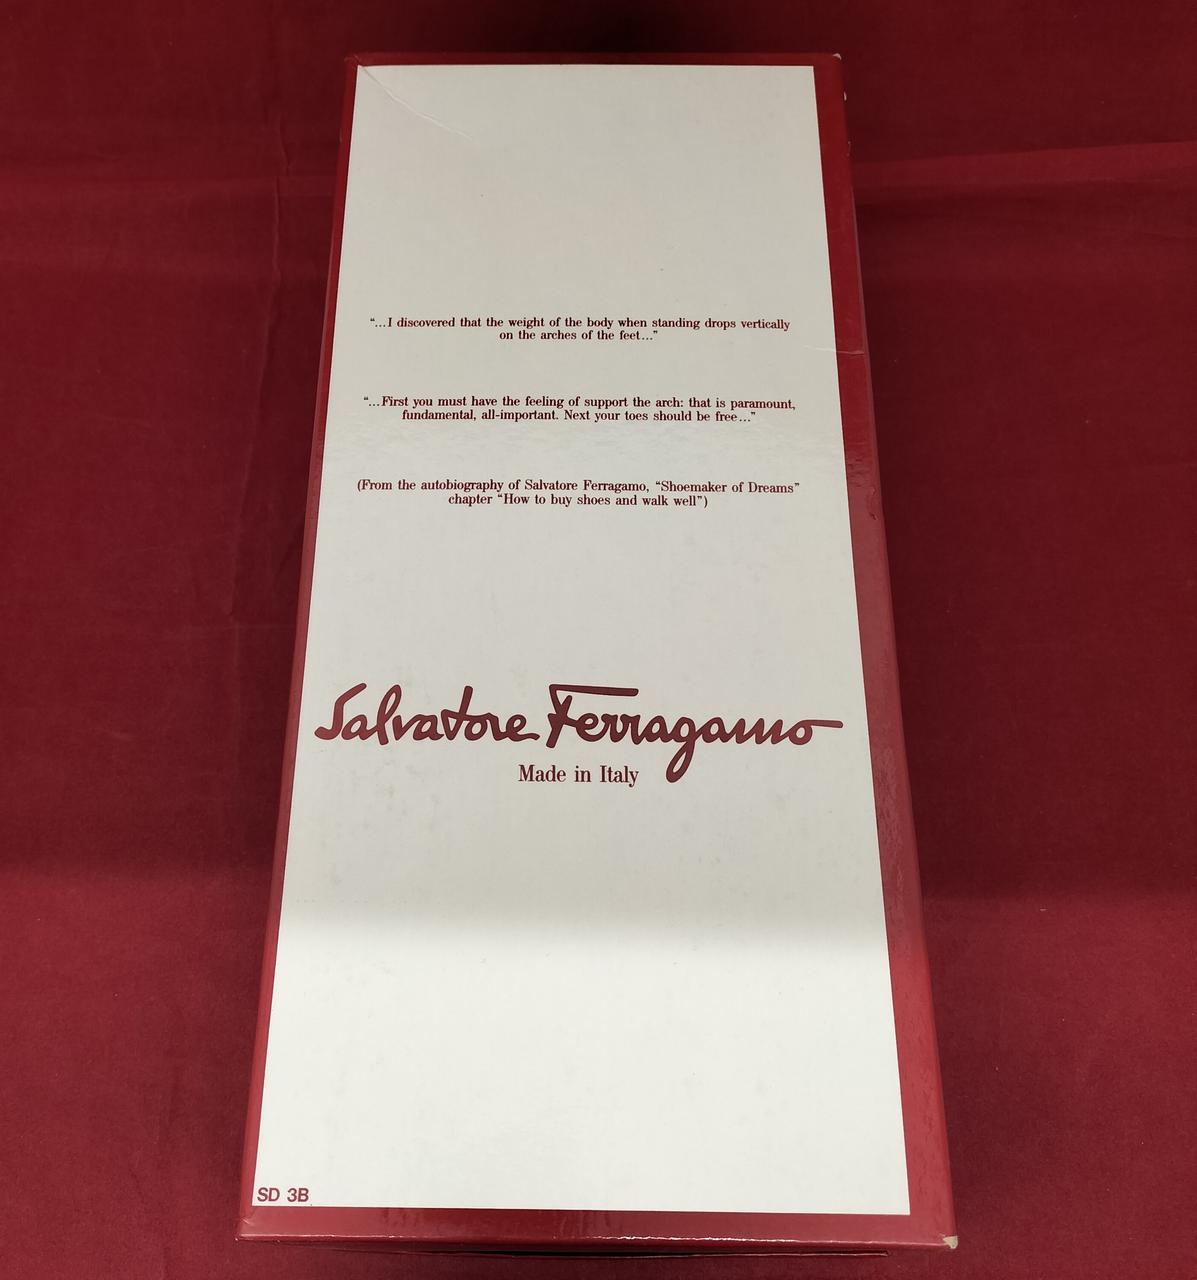 “...I discovered that the weight of the body when standing drops vertically
on the arches of the feet...”
“...First you must have the feeling of support the arch: that is paramount,
fundamental, all-important. Next your toes should be free...”
(From the autobiography of Salvatore Ferragamo, “Shoemaker of Dreams”
chapter “How to buy shoes and walk well”)
Salvatore Ferragamo
Made in Italy
SD 3B